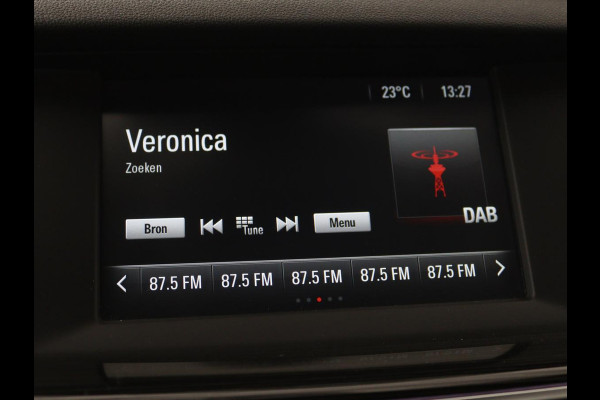 23°C 13:27
Veronica
Zoeken
DAB
Bron Tune Menu
87.5 FM 87.5 FM 87.5 FM 87.5 FM 87.5 FM